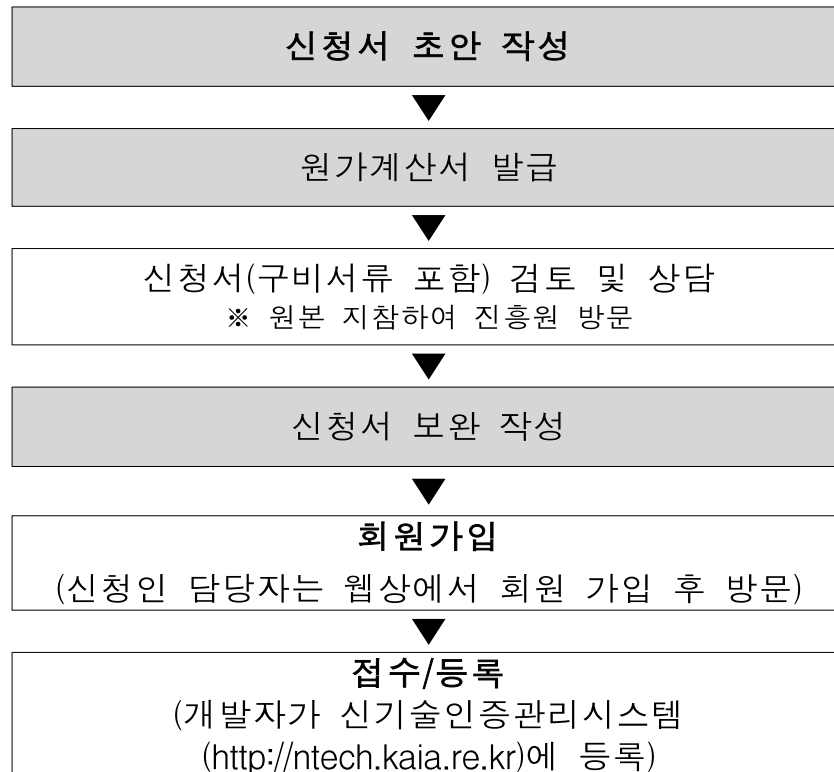 신청서 초안 작성
원가계산서 발급
신청서(구비서류 포함) 검토 및 상담
※ 원본 지참하여 진흥원 방문
신청서 보완 작성
회원가입
(신청인 담당자는 웹상에서 회원 가입 후 방문)
접수/등록
(개발자가 신기술인증관리시스템
(http://ntech.kaia.re.kr)에 등록)